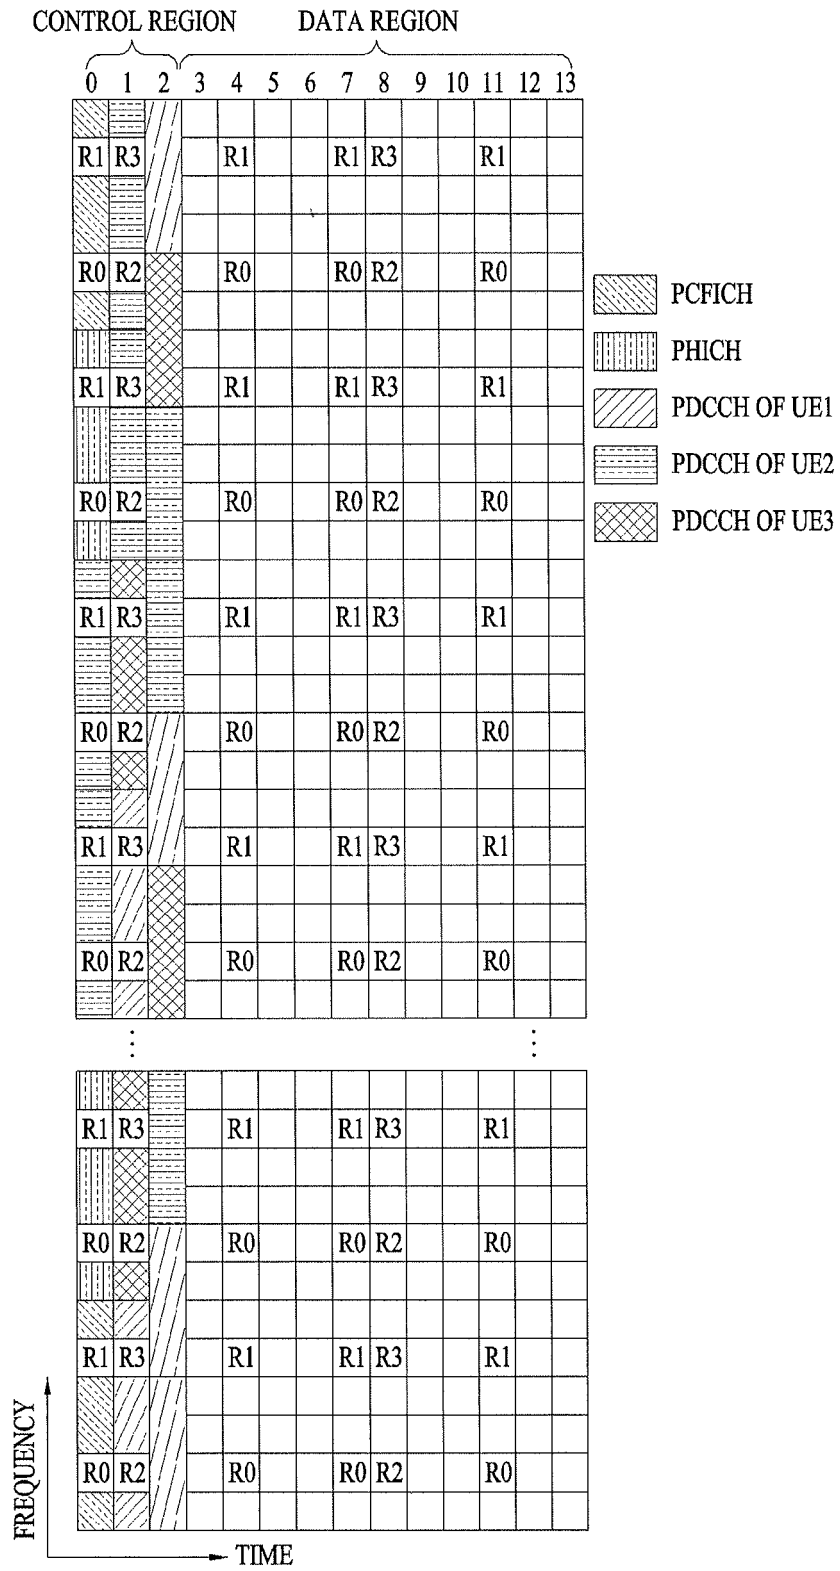 CONTROL REGION DATA REGION
0 1 2 3 4 5 6 7 8 9 10 11 12 13
R1 R3 R1 R1 R3 R1
R0 R2 R0 R0 R2 R0
PCFICH
PHICH
R1 R3 R1 R1 R3 R1
PDCCH OF UE1
PDCCH OF UE2
R0 R2 R0 R0 R2 R0
PDCCH OF UE3
R1 R3 R1 R1 R3 R1
R0 R2 R0 R0 R2 R0
R1 R3 R1 R1 R3 R1
R0 R2 R0 R0 R2 R0
R1 R3 R1 R1 R3 R1
R0 R2 R0 R0 R2 R0
R1 R3 R1 R1 R3 R1
R0 R2 R0 R0 R2 R0
FREQUENCY
TIME